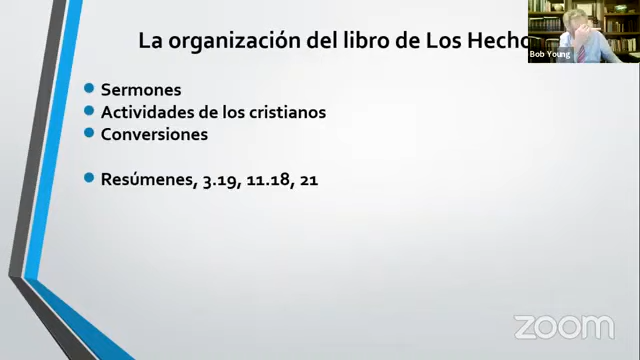 La organización del libro de Los Hecho
Bob Young
Sermones
Actividades de los cristianos
Conversiones
Resúmenes, 3.19, 11.18, 21
zoom